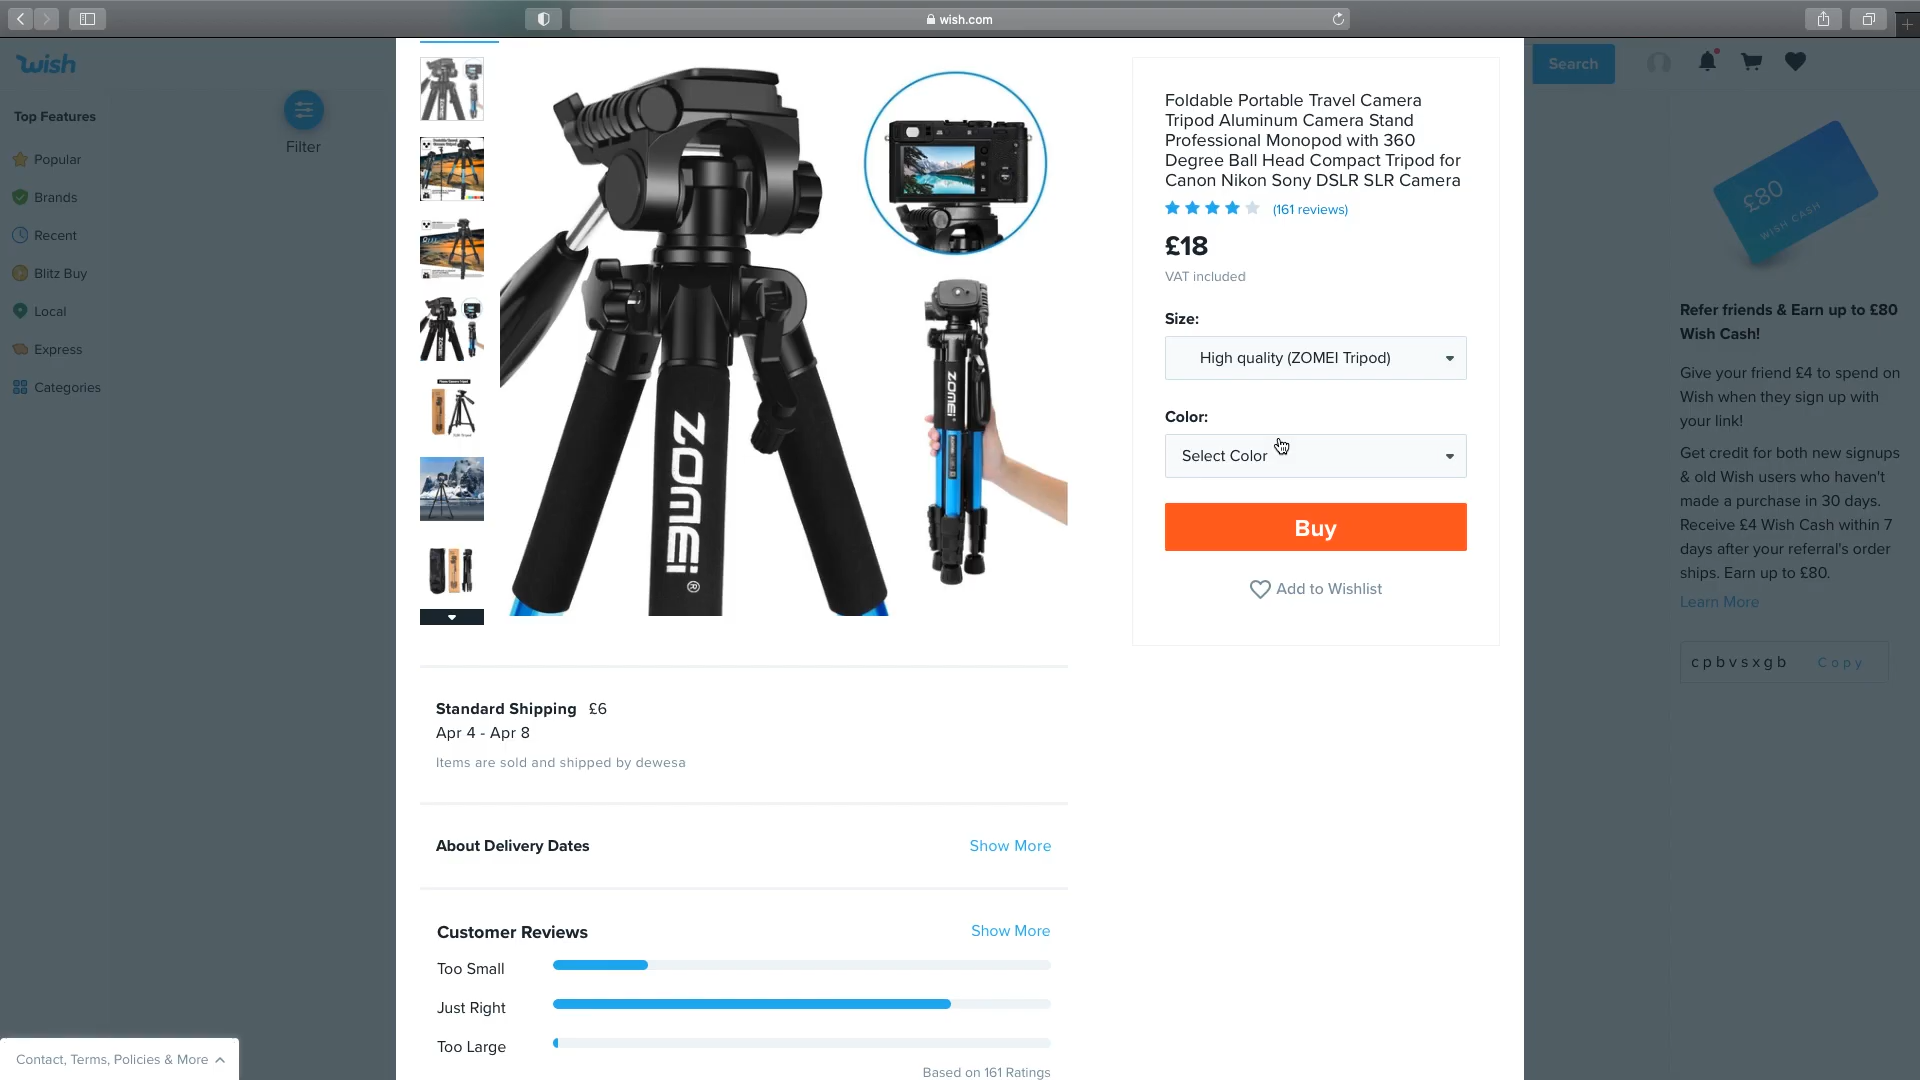 wish.com
wish
Search
Top Features
Filter
Popular
Brands
Recent
Blitz Buy
Local
Express
Categories
ZOMEI
®
ZOMEI
Foldable Portable Travel Camera
Tripod Aluminum Camera Stand
Professional Monopod with 360
Degree Ball Head Compact Tripod for
Canon Nikon Sony DSLR SLR Camera
(161 reviews)
£18
VAT included
Size:
High quality (ZOMEI Tripod)
Color:
Select Color
Buy
Add to Wishlist
Standard Shipping £6
Apr 4 - Apr 8
Items are sold and shipped by dewesa
About Delivery Dates Show More
Customer Reviews Show More
Too Small
Just Right
Too Large
Based on 161 Ratings
£80
WISH CASH
Refer friends & Earn up to £80
Wish Cash!
Give your friend £4 to spend on
Wish when they sign up with
your link!
Get credit for both new signups
& old Wish users who haven't
made a purchase in 30 days.
Receive £4 Wish Cash within 7
days after your referral's order
ships. Earn up to £80.
Learn More
cpbvsxgb Copy
Contact, Terms, Policies & More